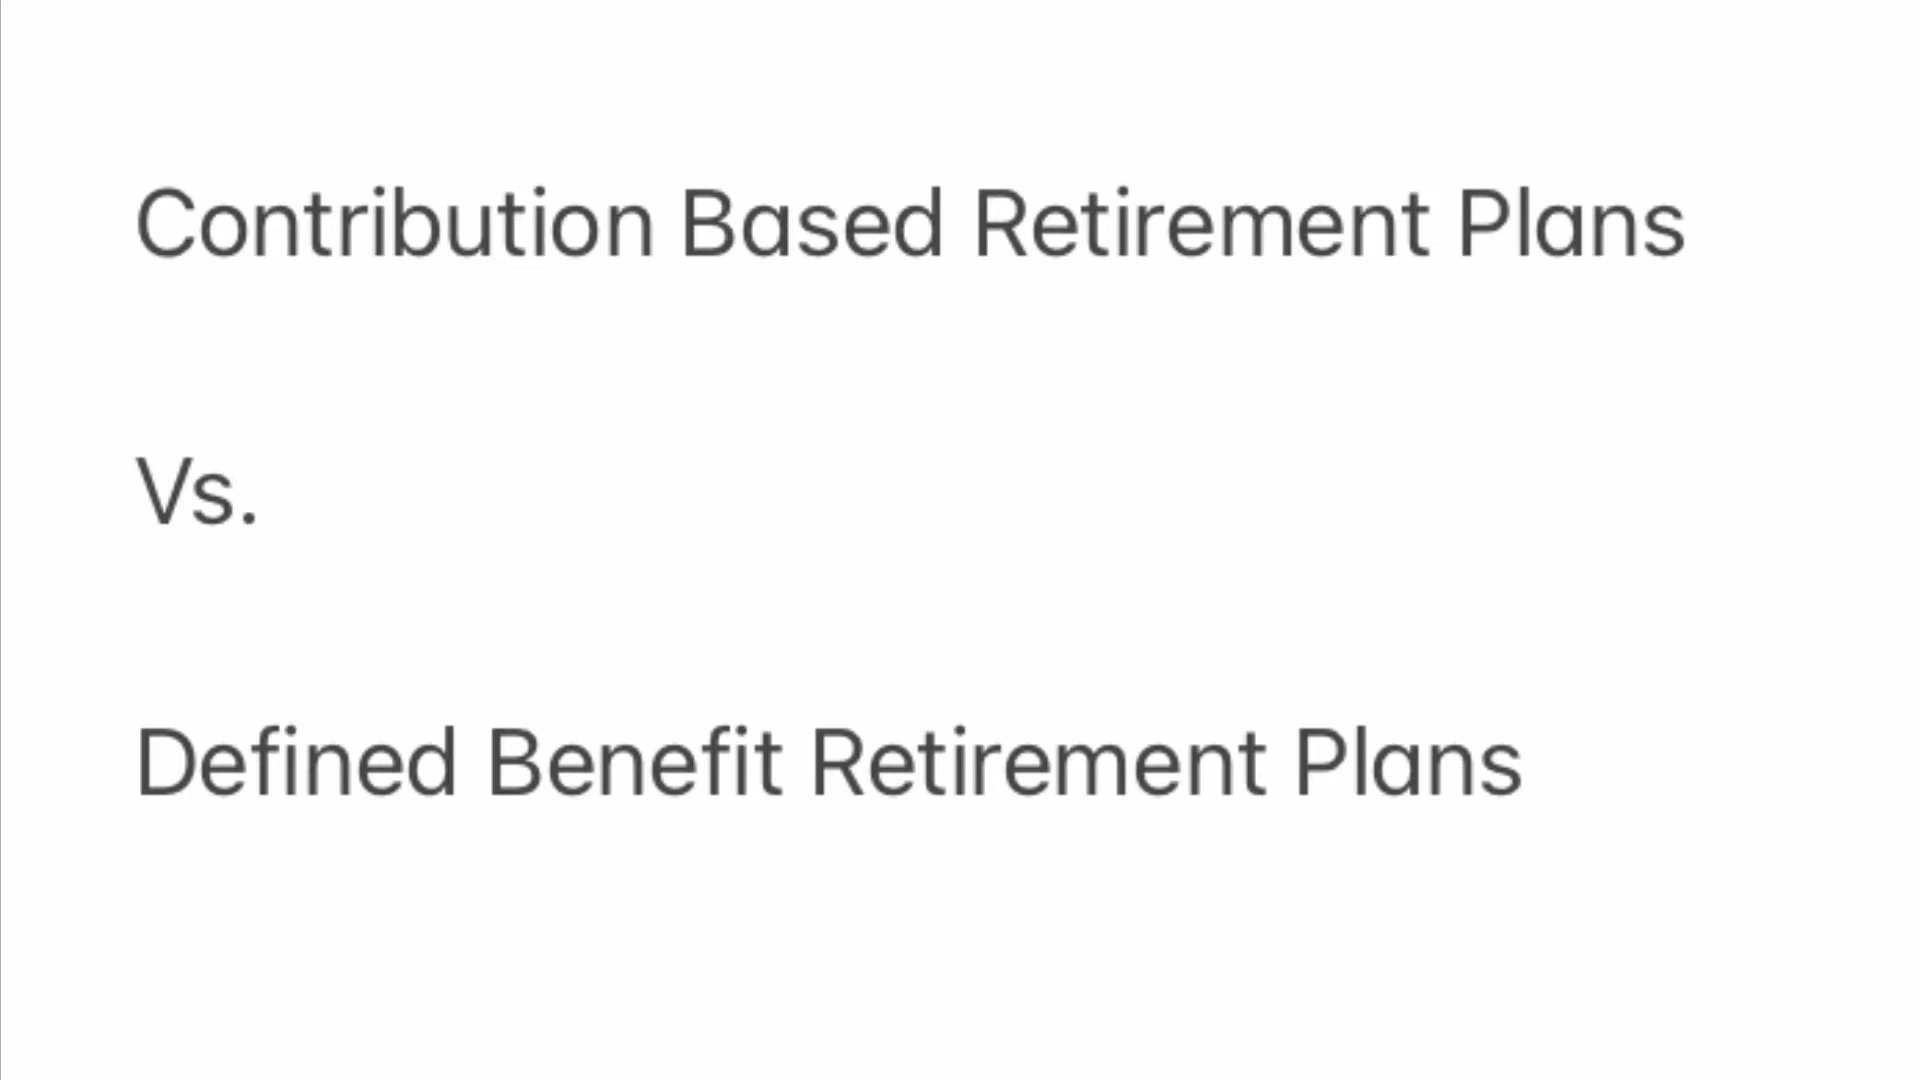 Contribution Based Retirement Plans
Vs.
Defined Benefit Retirement Plans